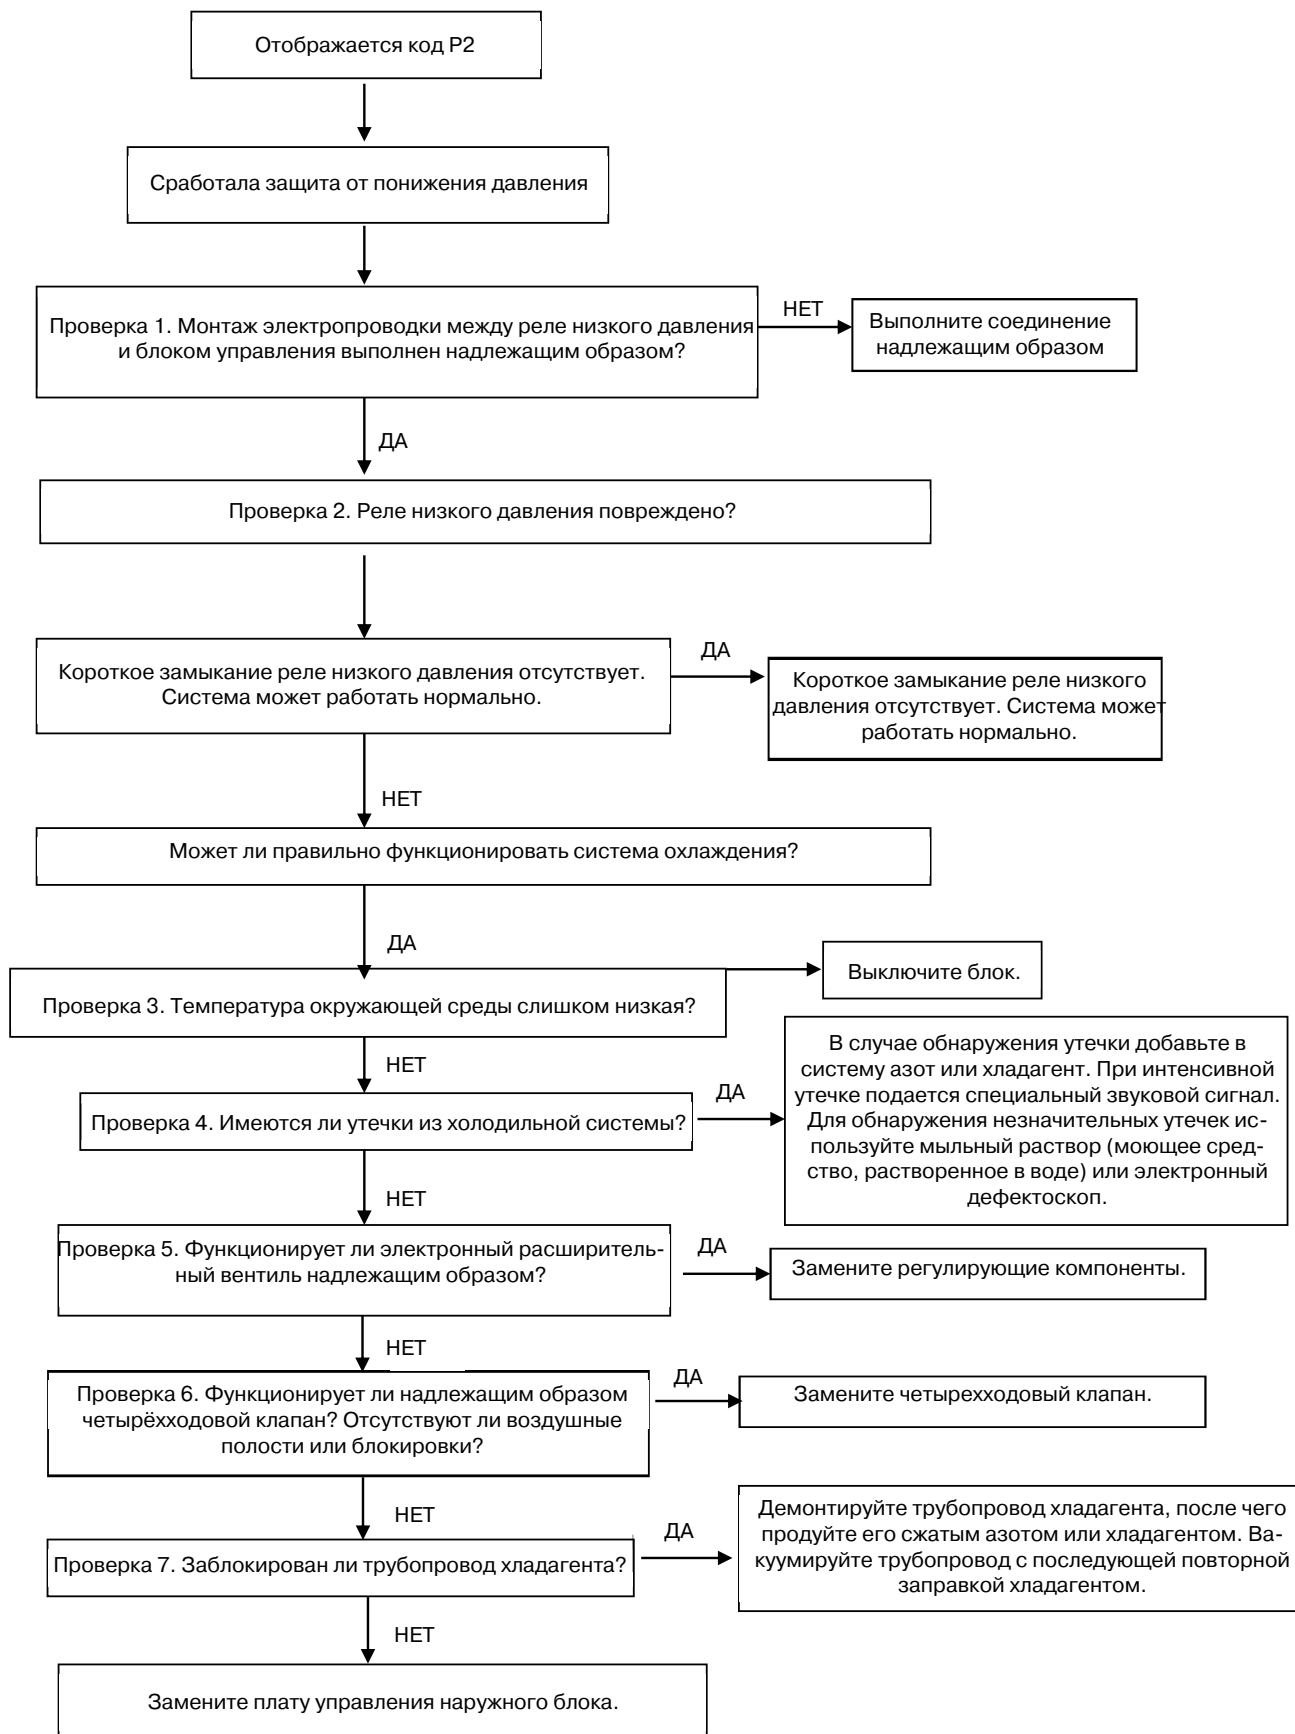 Отображается код P2
Сработала защита от понижения давления
Проверка 1. Монтаж электропроводки между реле низкого давления
и блоком управления выполнен надлежащим образом?
НЕТ
Выполните соединение
надлежащим образом
ДА
Проверка 2. Реле низкого давления повреждено?
Короткое замыкание реле низкого давления отсутствует.
Система может работать нормально.
ДА
Короткое замыкание реле низкого
давления отсутствует. Система может
работать нормально.
НЕТ
Может ли правильно функционировать система охлаждения?
ДА
Выключите блок.
Проверка 3. Температура окружающей среды слишком низкая?
НЕТ
Проверка 4. Имеются ли утечки из холодильной системы?
ДА
В случае обнаружения утечки добавьте в
систему азот или хладагент. При интенсивной
утечке подается специальный звуковой сигнал.
Для обнаружения незначительных утечек ис-
пользуйте мыльный раствор (моющее сред-
ство, растворенное в воде) или электронный
дефектоскоп.
НЕТ
Проверка 5. Функционирует ли электронный расширитель-
ный вентиль надлежащим образом?
ДА
Замените регулирующие компоненты.
НЕТ
Проверка 6. Функционирует ли надлежащим образом
четырёхходовой клапан? Отсутствуют ли воздушные
полости или блокировки?
ДА
Замените четырехходовый клапан.
НЕТ
Проверка 7. Заблокирован ли трубопровод хладагента?
ДА
Демонтируйте трубопровод хладагента, после чего
продуйте его сжатым азотом или хладагентом. Ва-
куумируйте трубопровод с последующей повторной
заправкой хладагентом.
НЕТ
Замените плату управления наружного блока.